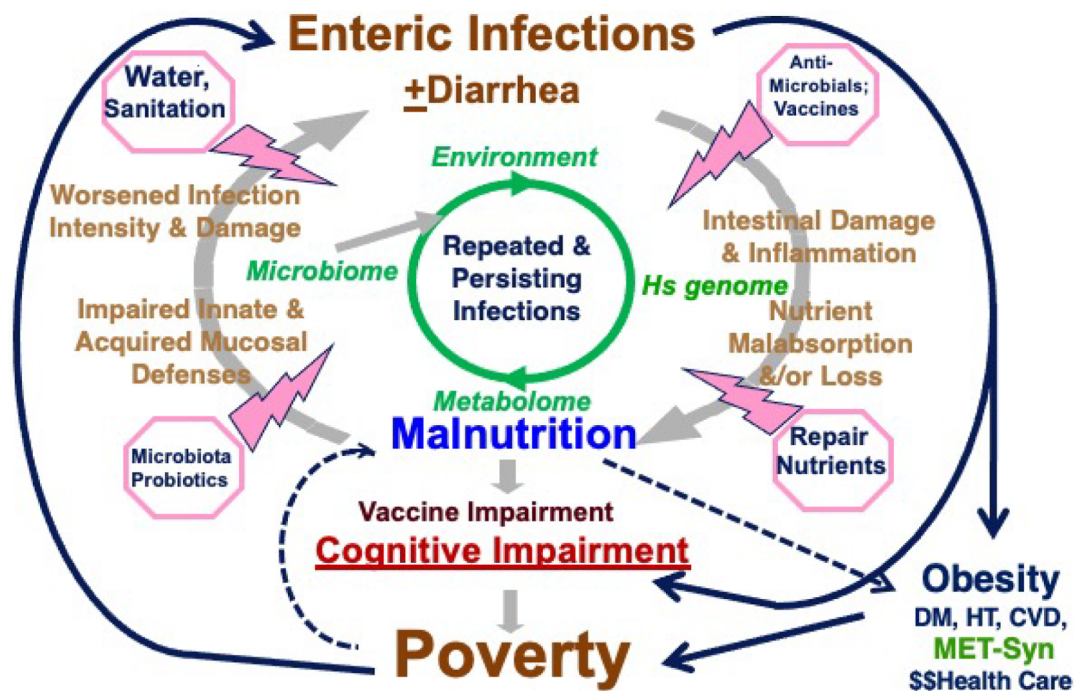 Enteric Infections
±Diarrhea
Water,
Sanitation
Anti-
Microbials;
Vaccines
Environment
Worsened Infection
Intensity & Damage
Intestinal Damage
& Inflammation
Microbiome
Repeated &
Persisting
Infections
Hs genome
Impaired Innate &
Acquired Mucosal
Defenses
Nutrient
Malabsorption
&/or Loss
Metabolome
Malnutrition
Microbiota
Probiotics
Repair
Nutrients
Vaccine Impairment
Cognitive Impairment
Poverty
Obesity
DM, HT, CVD,
MET-Syn
$$Health Care